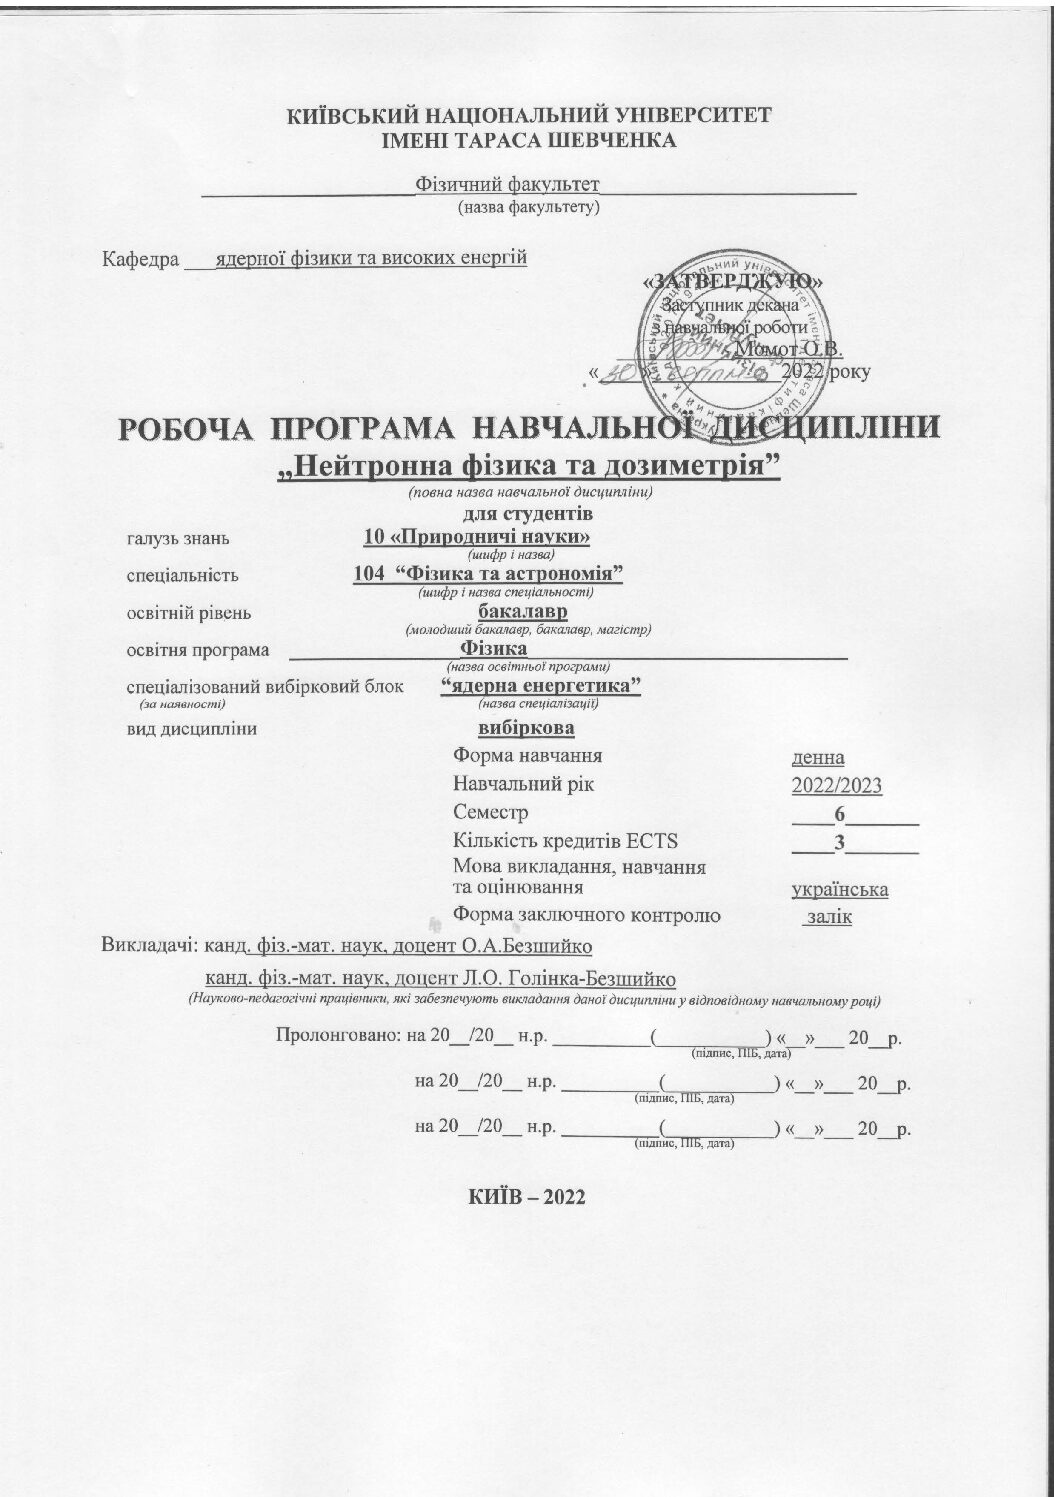 КИЇВСЬКИЙ НАЦІОНАЛЬНИЙ УНІВЕРСИТЕТ
ІМЕНІ ТАРАСА ШЕВЧЕНКА
Фізичний факультет
(назва факультету)
Кафедра ___ядерної фізики та високих енергій
«ЗАТВЕРДЖУЮ»
Заступник декана
з навчальної роботи
Момот О.В.
«30» серпня 2022 року
РОБОЧА ПРОГРАМА НАВЧАЛЬНОЇ ДИСЦИПЛІНИ
„Нейтронна фізика та дозиметрія”
(повна назва навчальної дисципліни)
для студентів
галузь знань 10 «Природничі науки»
(шифр і назва)
спеціальність 104 “Фізика та астрономія”
(шифр і назва спеціальності)
освітній рівень бакалавр
(молодший бакалавр, бакалавр, магістр)
освітня програма Фізика
(назва освітньої програми)
спеціалізований вибірковий блок “ядерна енергетика”
(за наявності) (назва спеціалізації)
вид дисципліни вибіркова
Форма навчання денна
Навчальний рік 2022/2023
Семестр ____6_______
Кількість кредитів ECTS ____3_______
Мова викладання, навчання
та оцінювання українська
Форма заключного контролю залік
Викладачі: канд. фіз.-мат. наук, доцент О.А.Безшийко
канд. фіз.-мат. наук, доцент Л.О. Голінка-Безшийко
(Науково-педагогічні працівники, які забезпечують викладання даної дисципліни у відповідному навчальному році)
Пролонговано: на 20__/20__ н.р. __________(___________) «__»___ 20__р.
(підпис, ПІБ, дата)
на 20__/20__ н.р. __________(___________) «__»___ 20__р.
(підпис, ПІБ, дата)
на 20__/20__ н.р. __________(___________) «__»___ 20__р.
(підпис, ПІБ, дата)
КИЇВ – 2022